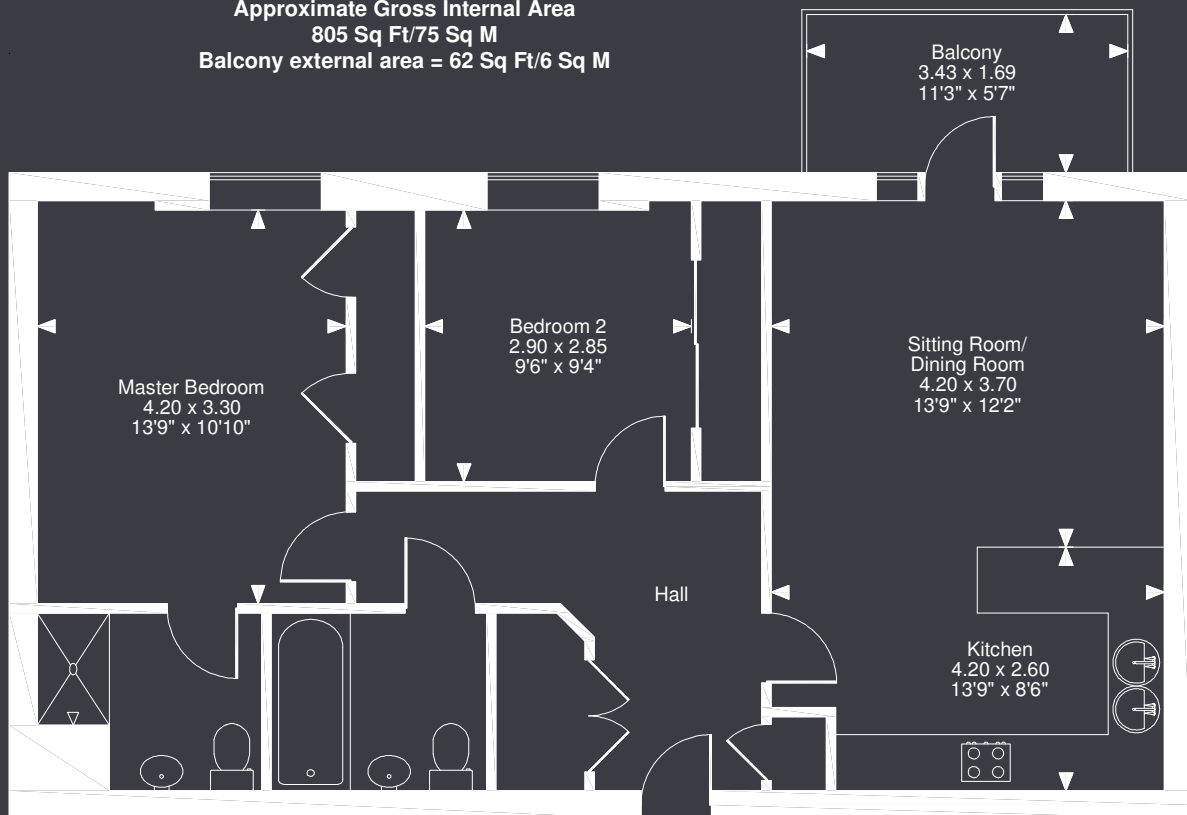 Approximate Gross Internal Area
805 Sq Ft/75 Sq M
Balcony external area = 62 Sq Ft/6 Sq M
Balcony
3.43 x 1.69
11'3" x 5'7"
Bedroom 2
2.90 x 2.85
9'6" x 9'4"
Sitting Room/
Dining Room
4.20 x 3.70
13'9" x 12'2"
Master Bedroom
4.20 x 3.30
13'9" x 10'10"
Hall
Kitchen
4.20 x 2.60
13'9" x 8'6"